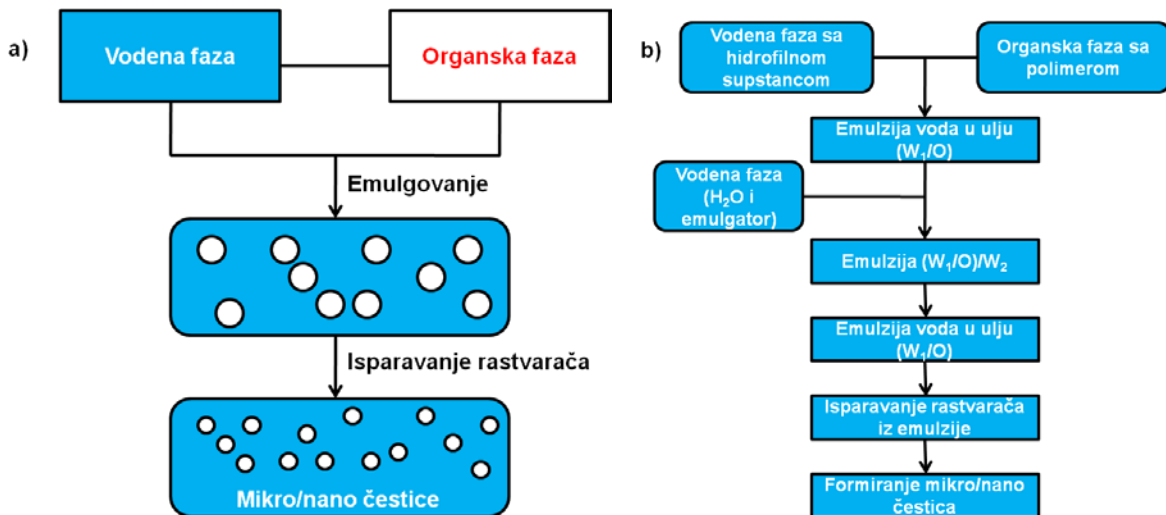 a)
Vodena faza
Organska faza
Emulgovanje
Isparavanje rastvarača
Mikro/nano čestice
b)
Vodena faza sa
hidrofilnom
supstancom
Organska faza sa
polimerom
Emulzija voda u ulju
(W₁/O)
Vodena faza
(H₂O i
emulgator)
Emulzija (W₁/O)/W₂
Emulzija voda u ulju
(W₁/O)
Isparavanje rastvarača
iz emulzije
Formiranje mikro/nano
čestica